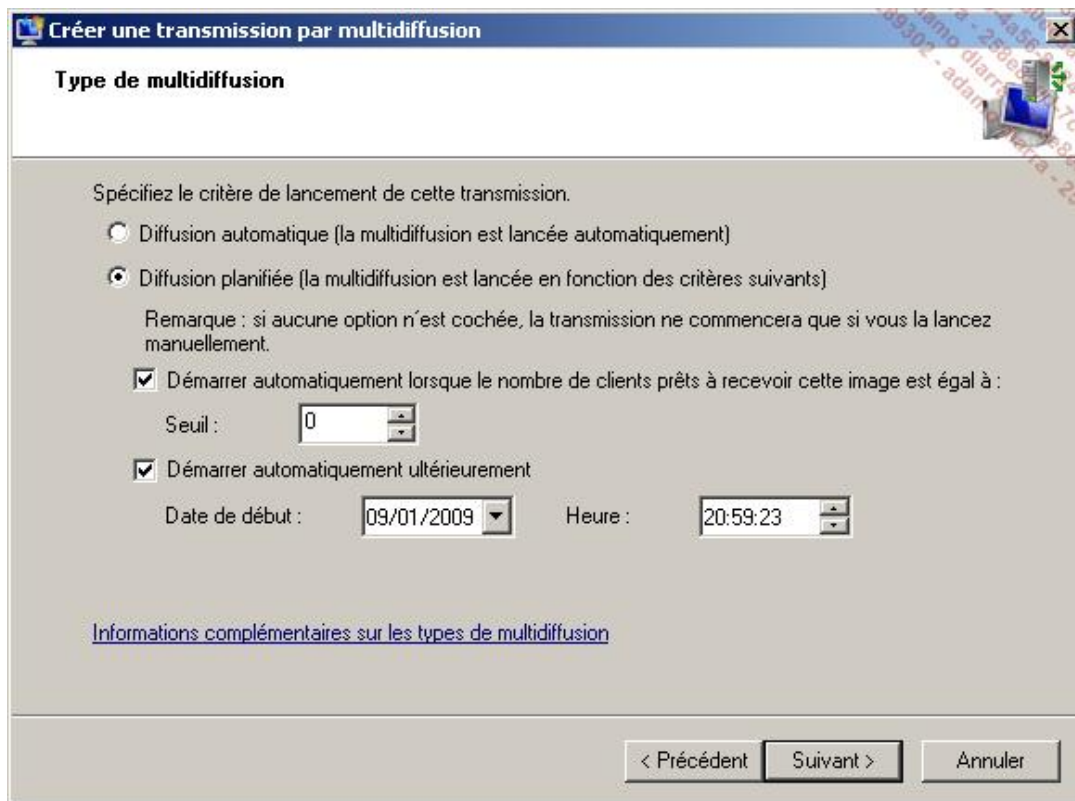 Créer une transmission par multidiffusion
Type de multidiffusion
Spécifiez le critère de lancement de cette transmission.
Diffusion automatique (la multidiffusion est lancée automatiquement)
Diffusion planifiée (la multidiffusion est lancée en fonction des critères suivants)
Remarque : si aucune option n´est cochée, la transmission ne commencera que si vous la lancez
manuellement.
Démarrer automatiquement lorsque le nombre de clients prêts à recevoir cette image est égal à :
Seuil : 0
Démarrer automatiquement ultérieurement
Date de début : 09/01/2009 Heure : 20:59:23
Informations complémentaires sur les types de multidiffusion
< Précédent Suivant > Annuler